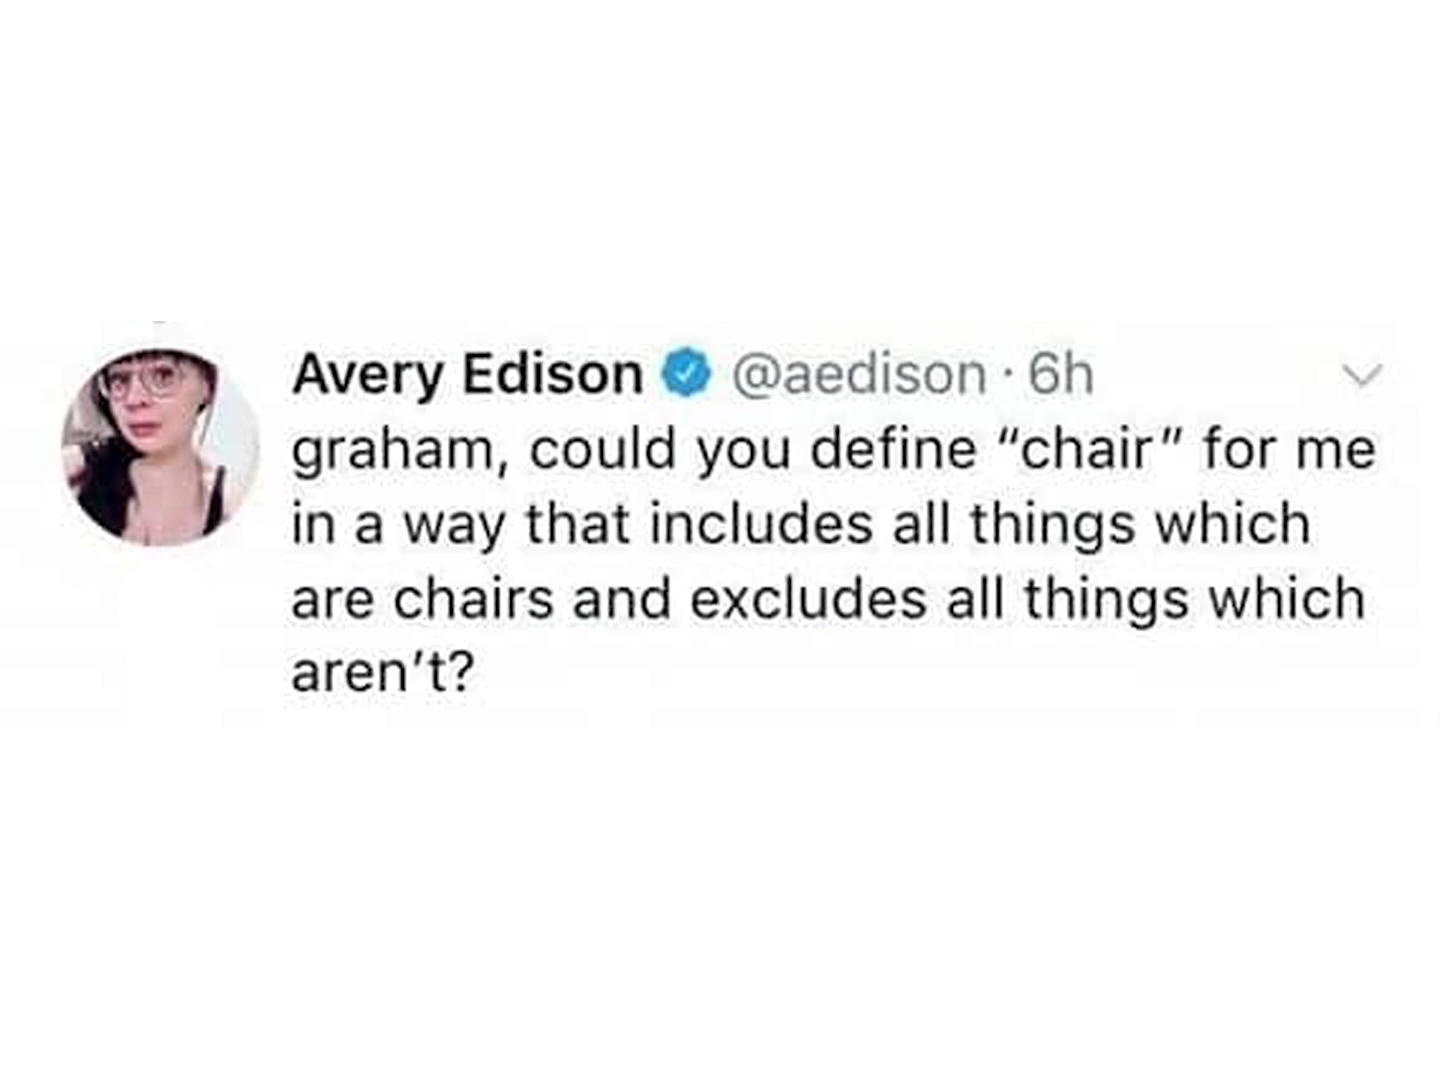 Avery Edison @aedison · 6h
graham, could you define “chair” for me
in a way that includes all things which
are chairs and excludes all things which
aren’t?